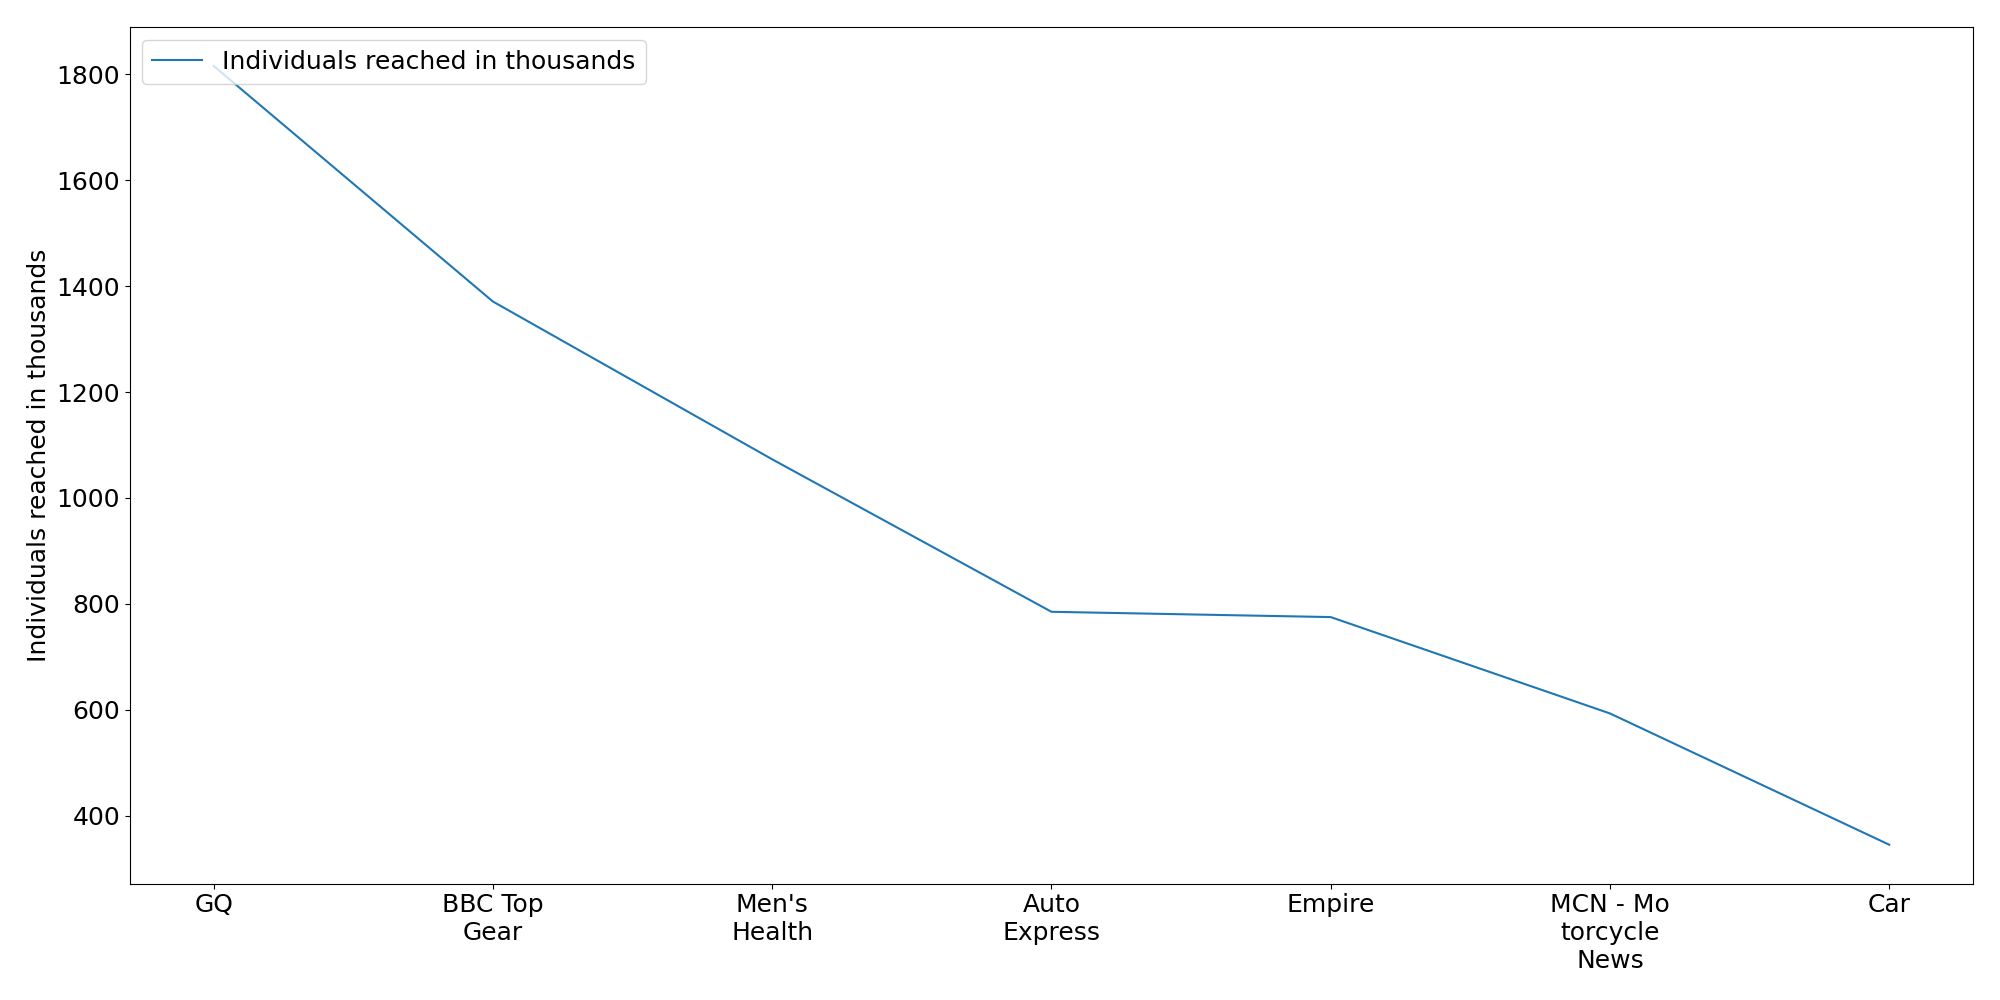 Individuals reached in thousands
Individuals reached in thousands
1800
1600
1400
1200
1000
800
600
400
GQ
BBC Top
Gear
Men's
Health
Auto
Express
Empire
MCN - Mo
torcycle
News
Car